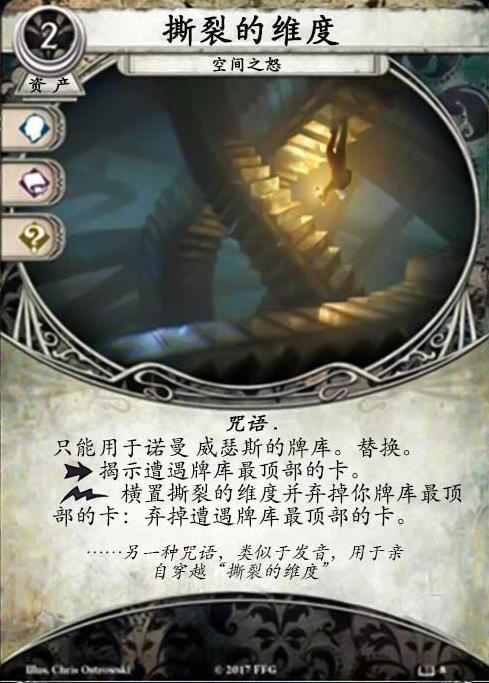 2
撕裂的维度
空间之怒
资产
咒语.
只能用于诺曼 威瑟斯的牌库。替换。
揭示遭遇牌库最顶部的卡。
横置撕裂的维度并弃掉你牌库最顶
部的卡：弃掉遭遇牌库最顶部的卡。
……另一种咒语，类似于发音，用于亲
自穿越“撕裂的维度”
Illus. Chris Ostrowski
© 2017 FFG
8